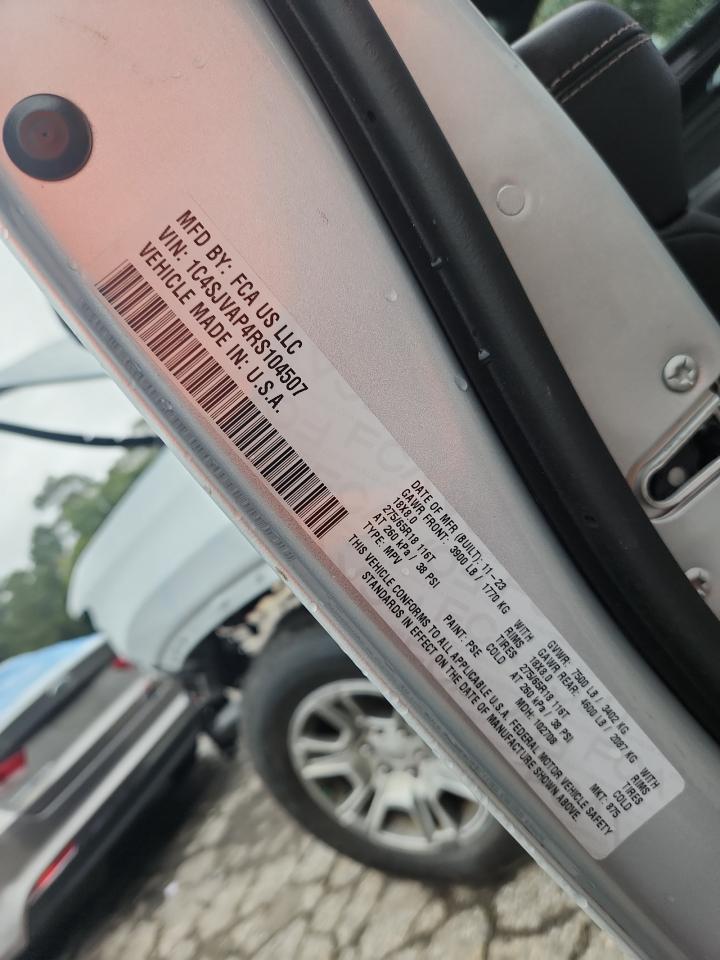 MFD BY: FCA US LLC
VIN: 1C4SJVAP4RS104507
VEHICLE MADE IN: U.S.A.
DATE OF MFR (BUILT): 11-23 GVWR: 7500 LB / 3402 KG
GAWR FRONT: 3900 LB / 1770 KG WITH GAWR REAR: 4600 LB / 2087 KG WITH
18X8.0 RIMS 18X8.0 RIMS
275/65R18 116T TIRES 275/65R18 116T TIRES
AT 260 kPa / 38 PSI COLD AT 260 kPa / 38 PSI COLD
TYPE: MPV PAINT: PSE MDH: 102708 MKT: 875
THIS VEHICLE CONFORMS TO ALL APPLICABLE U.S.A. FEDERAL MOTOR VEHICLE SAFETY
STANDARDS IN EFFECT ON THE DATE OF MANUFACTURE SHOWN ABOVE.